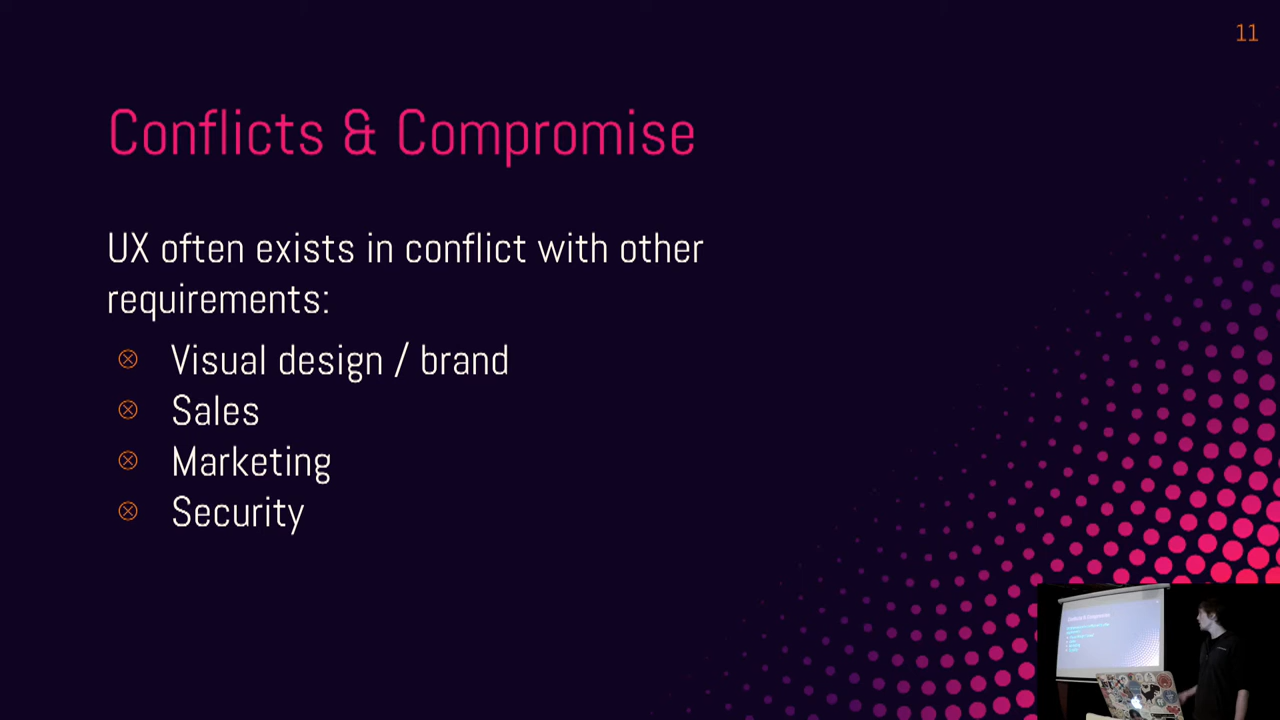 11
Conflicts & Compromise
UX often exists in conflict with other
requirements:
Visual design / brand
Sales
Marketing
Security